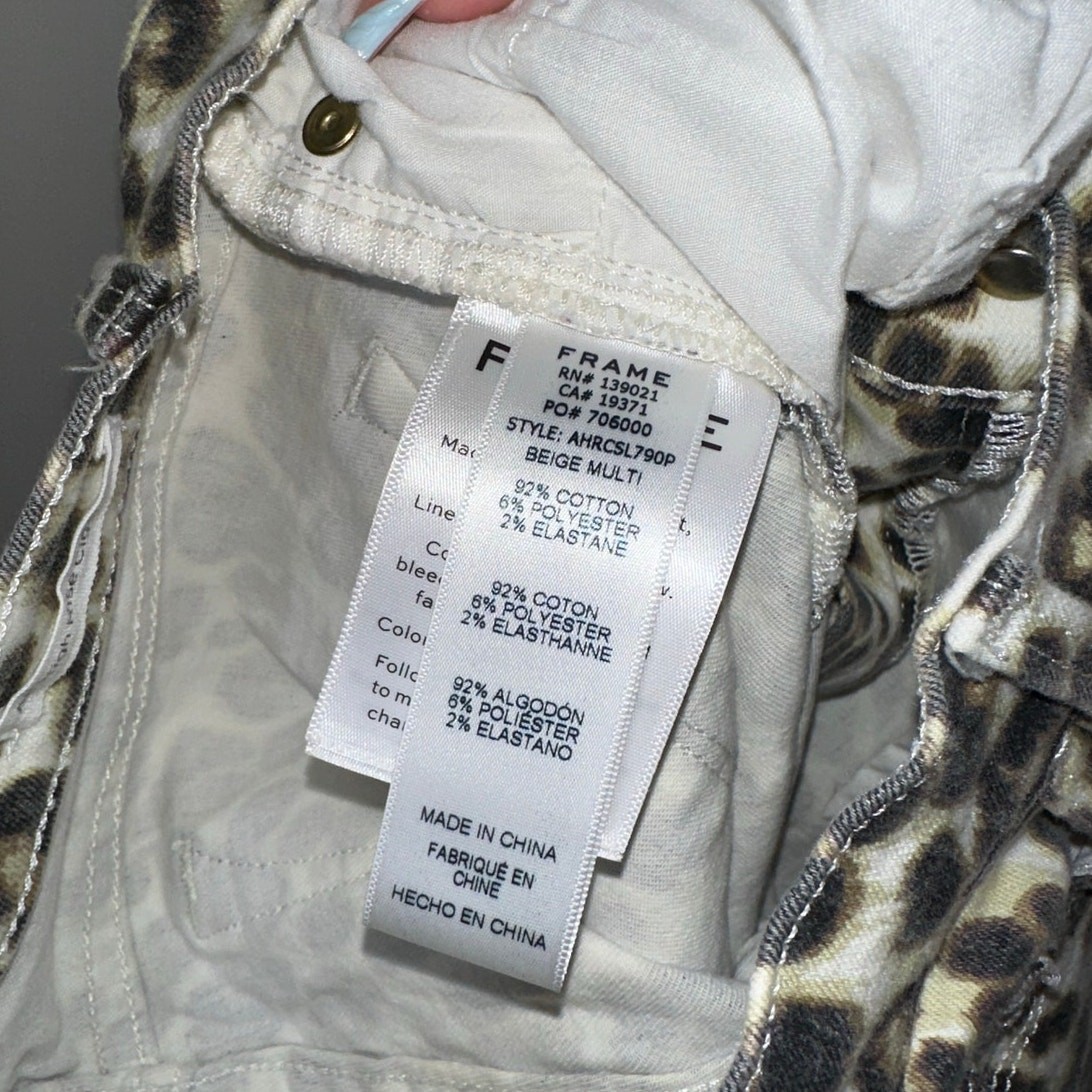 FRAME
RN# 139021
CA# 19371
PO# 706000
STYLE: AHRCSL790P
BEIGE MULTI
92% COTTON
6% POLYESTER
2% ELASTANE
92% COTON
6% POLYESTER
2% ELASTHANNE
92% ALGODÓN
6% POLIÉSTER
2% ELASTANO
MADE IN CHINA
FABRIQUÉ EN
CHINE
HECHO EN CHINA
F
E
Line
to m